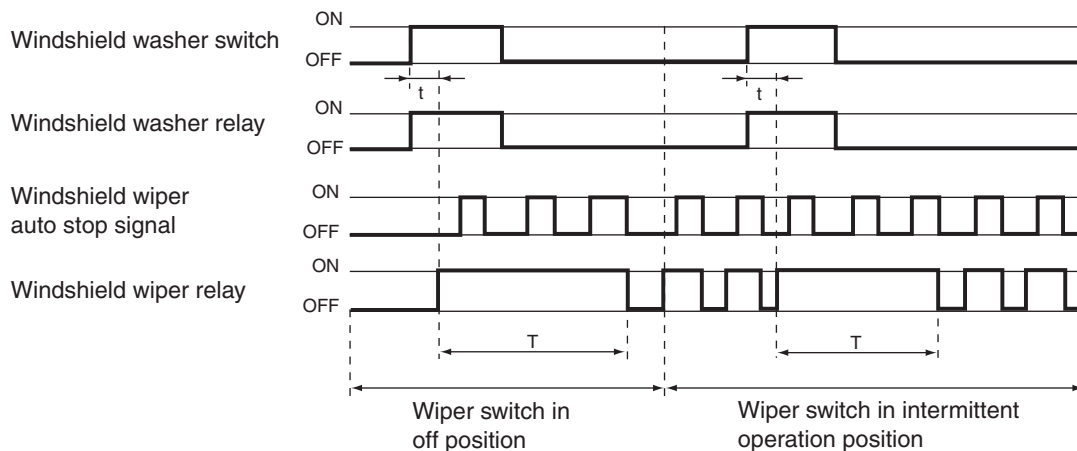 ON
Windshield washer switch
OFF
t
t
ON
Windshield washer relay
OFF
Windshield wiper
auto stop signal
ON
OFF
ON
Windshield wiper relay
OFF
T
T
Wiper switch in
off position
Wiper switch in intermittent
operation position